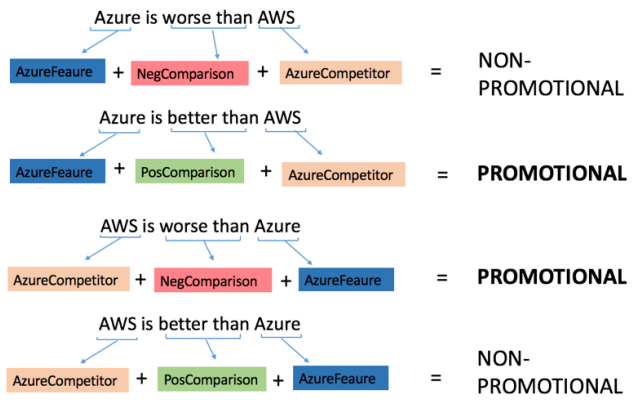 Azure is worse than AWS
AzureFeaure + NegComparison + AzureCompetitor = NON-
PROMOTIONAL
Azure is better than AWS
AzureFeaure + PosComparison + AzureCompetitor = PROMOTIONAL
AWS is worse than Azure
AzureCompetitor + NegComparison + AzureFeaure = PROMOTIONAL
AWS is better than Azure
AzureCompetitor + PosComparison + AzureFeaure = NON-
PROMOTIONAL